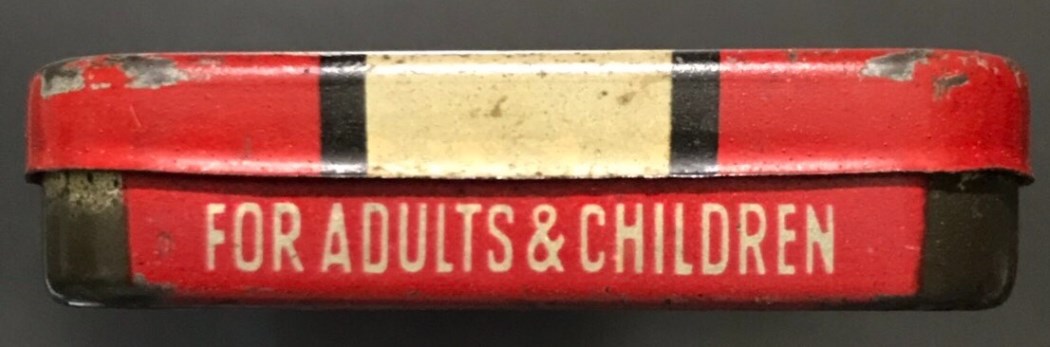 FOR ADULTS & CHILDREN